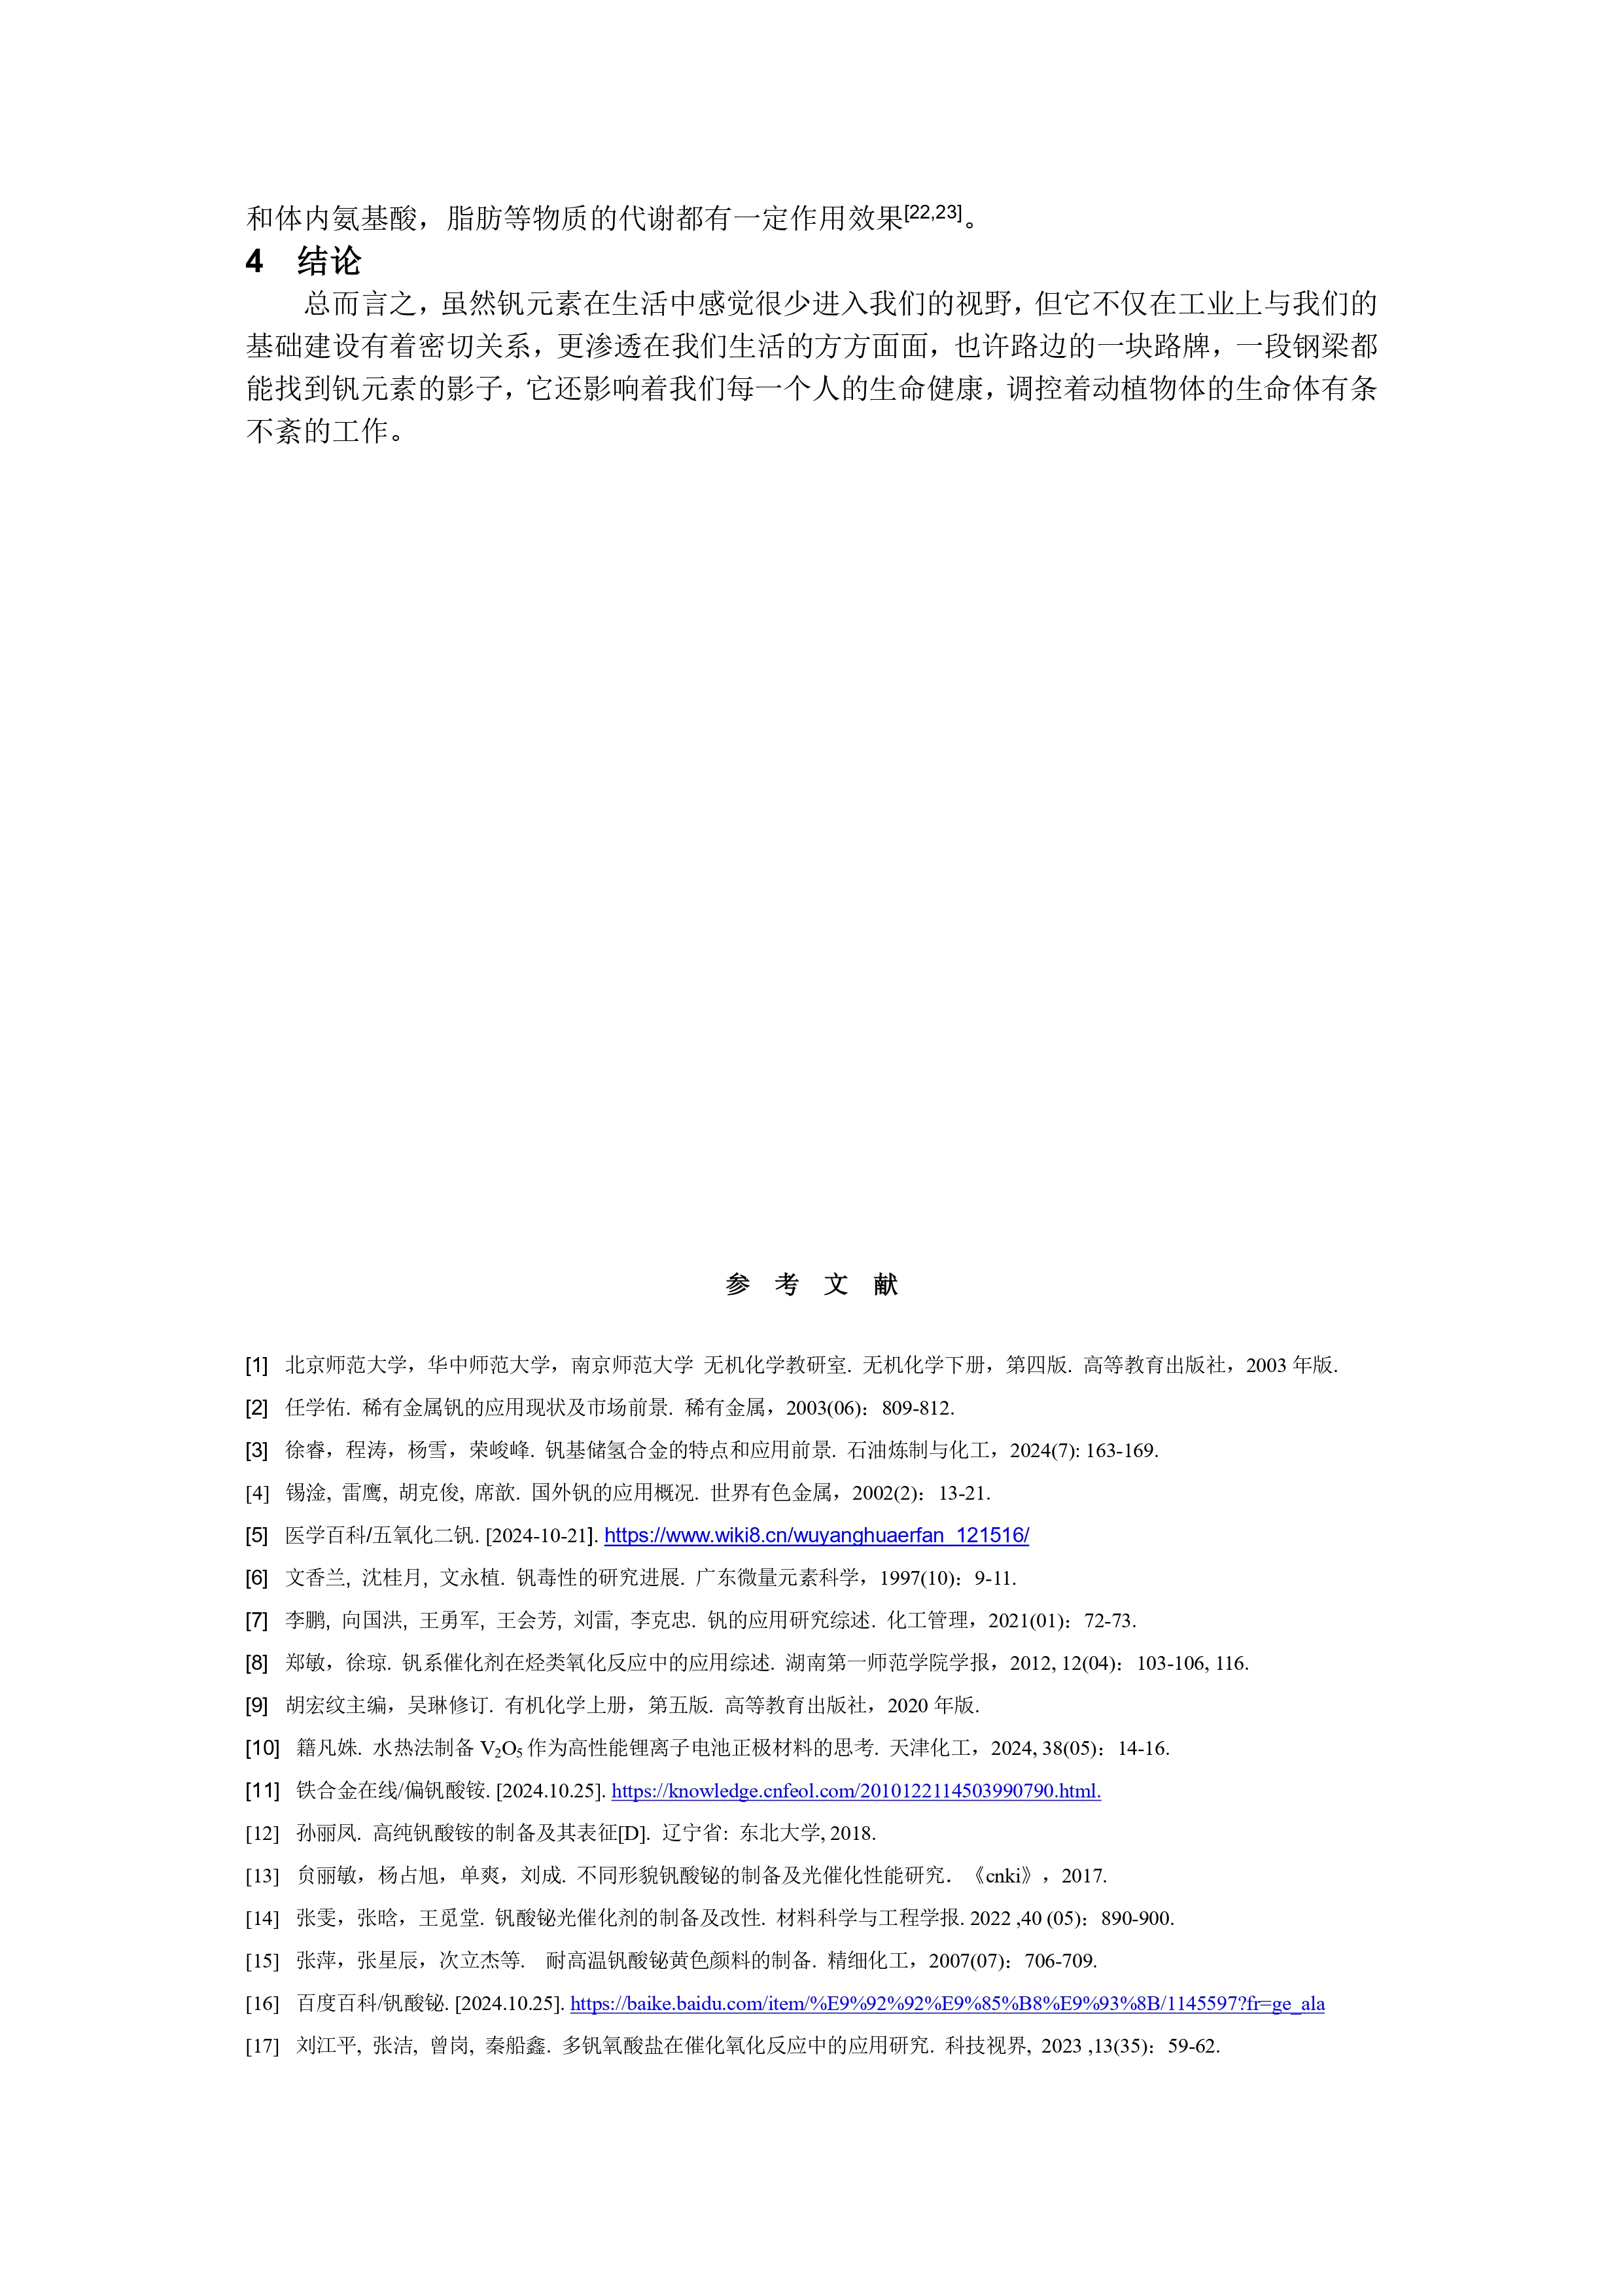 和体内氨基酸，脂肪等物质的代谢都有一定作用效果[22,23]。
4 结论
总而言之，虽然钒元素在生活中感觉很少进入我们的视野，但它不仅在工业上与我们的
基础建设有着密切关系，更渗透在我们生活的方方面面，也许路边的一块路牌，一段钢梁都
能找到钒元素的影子，它还影响着我们每一个人的生命健康，调控着动植物体的生命体有条
不紊的工作。
参 考 文 献
[1] 北京师范大学，华中师范大学，南京师范大学 无机化学教研室. 无机化学下册，第四版. 高等教育出版社，2003 年版.
[2] 任学佑. 稀有金属钒的应用现状及市场前景. 稀有金属，2003(06)：809-812.
[3] 徐睿，程涛，杨雪，荣峻峰. 钒基储氢合金的特点和应用前景. 石油炼制与化工，2024(7): 163-169.
[4] 锡淦, 雷鹰, 胡克俊, 席歆. 国外钒的应用概况. 世界有色金属，2002(2)：13-21.
[5] 医学百科/五氧化二钒. [2024-10-21]. https://www.wiki8.cn/wuyanghuaerfan_121516/
[6] 文香兰, 沈桂月, 文永植. 钒毒性的研究进展. 广东微量元素科学，1997(10)：9-11.
[7] 李鹏, 向国洪, 王勇军, 王会芳, 刘雷, 李克忠. 钒的应用研究综述. 化工管理，2021(01)：72-73.
[8] 郑敏，徐琼. 钒系催化剂在烃类氧化反应中的应用综述. 湖南第一师范学院学报，2012, 12(04)：103-106, 116.
[9] 胡宏纹主编，吴琳修订. 有机化学上册，第五版. 高等教育出版社，2020 年版.
[10] 籍凡姝. 水热法制备 V₂O₅ 作为高性能锂离子电池正极材料的思考. 天津化工，2024, 38(05)：14-16.
[11] 铁合金在线/偏钒酸铵. [2024.10.25]. https://knowledge.cnfeol.com/2010122114503990790.html.
[12] 孙丽凤. 高纯钒酸铵的制备及其表征[D]. 辽宁省: 东北大学, 2018.
[13] 贠丽敏，杨占旭，单爽，刘成. 不同形貌钒酸铋的制备及光催化性能研究. 《cnki》，2017.
[14] 张雯，张晗，王觅堂. 钒酸铋光催化剂的制备及改性. 材料科学与工程学报. 2022 ,40 (05)：890-900.
[15] 张萍，张星辰，次立杰等. 耐高温钒酸铋黄色颜料的制备. 精细化工，2007(07)：706-709.
[16] 百度百科/钒酸铋. [2024.10.25]. https://baike.baidu.com/item/%E9%92%92%E9%85%B8%E9%93%8B/1145597?fr=ge_ala
[17] 刘江平, 张洁, 曾岗, 秦船鑫. 多钒氧酸盐在催化氧化反应中的应用研究. 科技视界, 2023 ,13(35)：59-62.